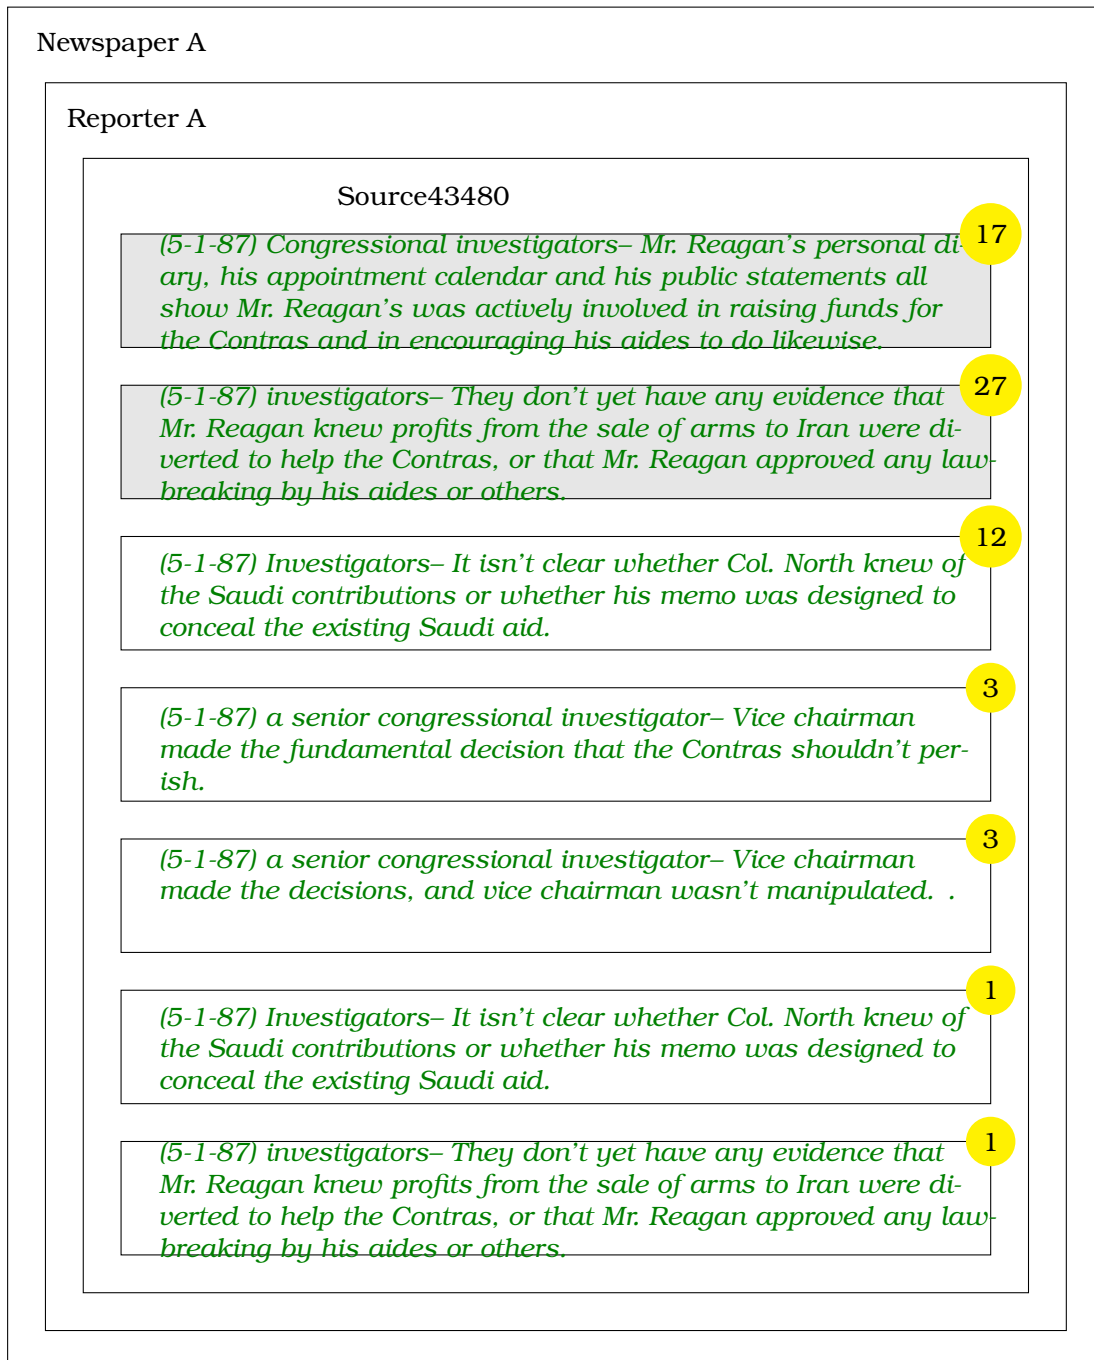 Newspaper A
Reporter A
Source43480
17
(5-1-87) Congressional investigators– Mr. Reagan's personal di-
ary, his appointment calendar and his public statements all
show Mr. Reagan's was actively involved in raising funds for
the Contras and in encouraging his aides to do likewise.
27
(5-1-87) investigators– They don't yet have any evidence that
Mr. Reagan knew profits from the sale of arms to Iran were di-
verted to help the Contras, or that Mr. Reagan approved any law-
breaking by his aides or others.
12
(5-1-87) Investigators– It isn't clear whether Col. North knew of
the Saudi contributions or whether his memo was designed to
conceal the existing Saudi aid.
3
(5-1-87) a senior congressional investigator– Vice chairman
made the fundamental decision that the Contras shouldn't per-
ish.
3
(5-1-87) a senior congressional investigator– Vice chairman
made the decisions, and vice chairman wasn't manipulated. .
1
(5-1-87) Investigators– It isn't clear whether Col. North knew of
the Saudi contributions or whether his memo was designed to
conceal the existing Saudi aid.
1
(5-1-87) investigators– They don't yet have any evidence that
Mr. Reagan knew profits from the sale of arms to Iran were di-
verted to help the Contras, or that Mr. Reagan approved any law-
breaking by his aides or others.